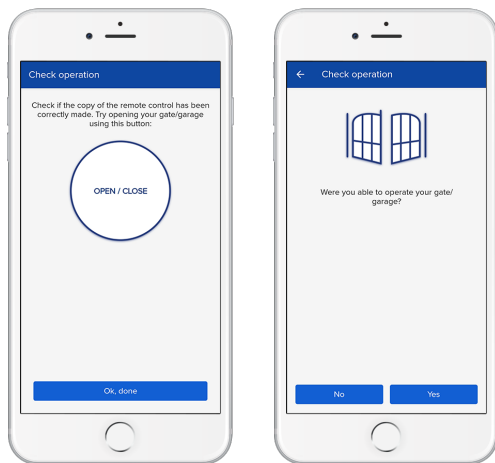 Check operation
Check if the copy of the remote control has been
correctly made. Try opening your gate/garage
using this button:
OPEN / CLOSE
Ok, done
Check operation
Were you able to operate your gate/
garage?
No
Yes